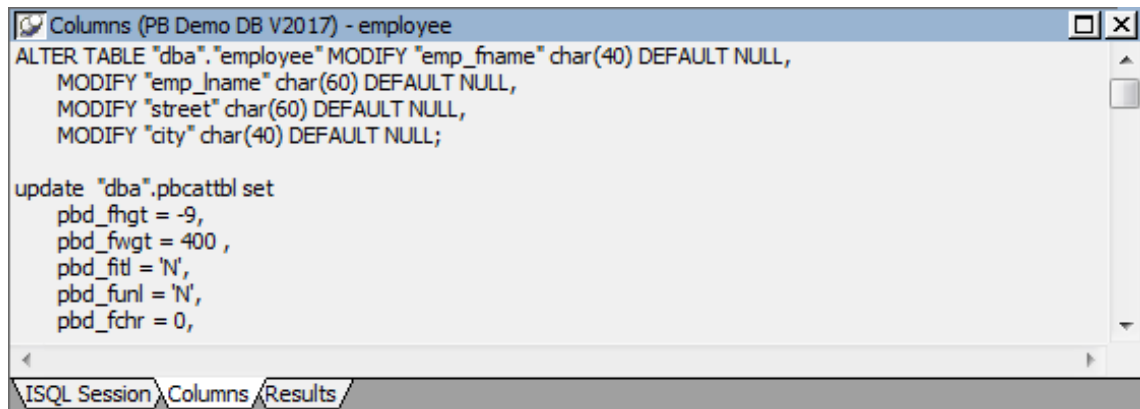 Columns (PB Demo DB V2017) - employee
ALTER TABLE "dba"."employee" MODIFY "emp_fname" char(40) DEFAULT NULL,
MODIFY "emp_lname" char(60) DEFAULT NULL,
MODIFY "street" char(60) DEFAULT NULL,
MODIFY "city" char(40) DEFAULT NULL;
update "dba".pbcattbl set
pbd_fhgt = -9,
pbd_fwgt = 400 ,
pbd_fitl = 'N',
pbd_funl = 'N',
pbd_fchr = 0,
ISQL Session Columns Results